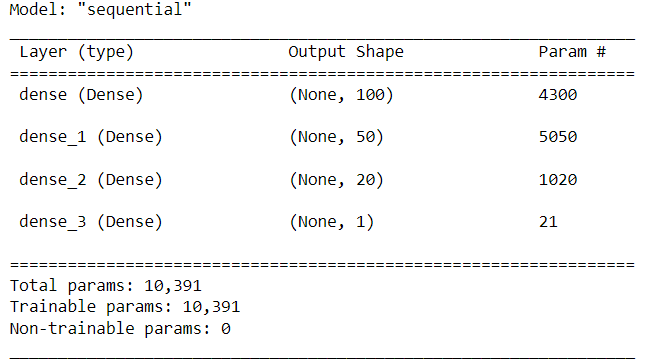 Model: "sequential"
_________________________________________________________________
Layer (type) Output Shape Param #
=================================================================
dense (Dense) (None, 100) 4300
dense_1 (Dense) (None, 50) 5050
dense_2 (Dense) (None, 20) 1020
dense_3 (Dense) (None, 1) 21
=================================================================
Total params: 10,391
Trainable params: 10,391
Non-trainable params: 0
_________________________________________________________________